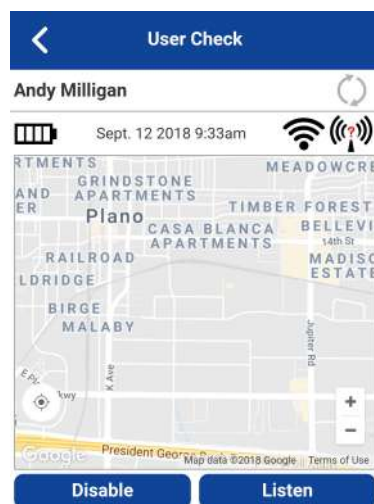 User Check
Andy Milligan
Sept. 12 2018 9:33am
RTMENTS
MEADOWCRE
GRINDSTONE
APARTMENTS
AND
ER
TIMBER FOREST
Plano
CASA BLANCA
APARTMENTS
BELLEVI
14th St
RAILROAD
MADISO
ESTATE
LDRIDGE
BIRGE
MALABY
Jupiter Rd
K Ave
kwy
+
-
Google
President George
Map data ©2018 Google
Terms of Use
Disable
Listen